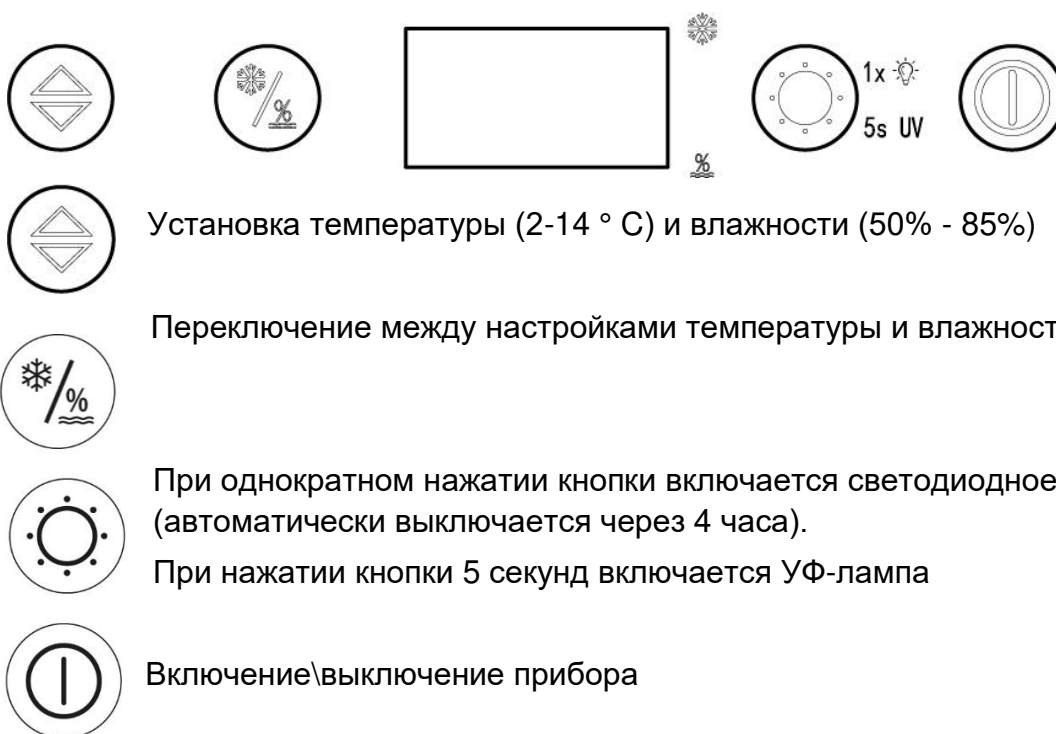 1x
5s UV
%
%
Установка температуры (2-14 ° C) и влажности (50% - 85%)
Переключение между настройками температуры и влажност
%
При однократном нажатии кнопки включается светодиодное
(автоматически выключается через 4 часа).
При нажатии кнопки 5 секунд включается УФ-лампа
Включение\выключение прибора